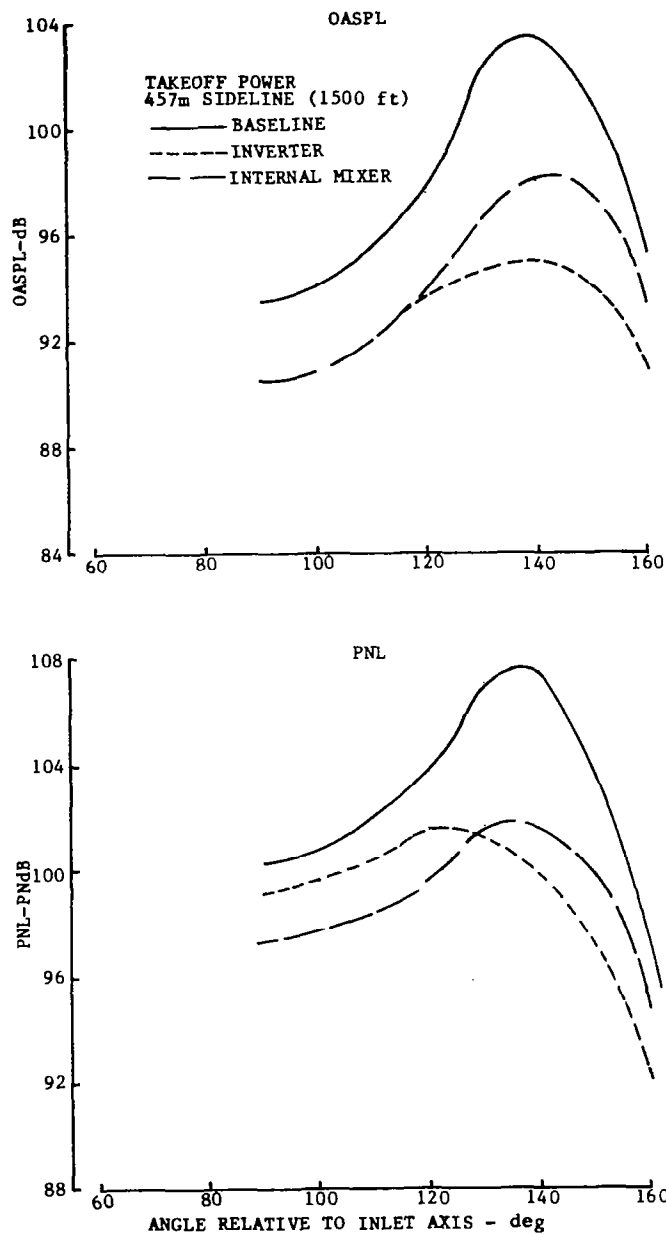 OASPL
104
100
96
92
88
84
OASPL-dB
TAKEOFF POWER
457m SIDELINE (1500 ft)
BASELINE
INVERTER
INTERNAL MIXER
60 80 100 120 140 160
PNL
108
104
100
96
92
88
PNL-PNdB
60 80 100 120 140 160
ANGLE RELATIVE TO INLET AXIS - deg